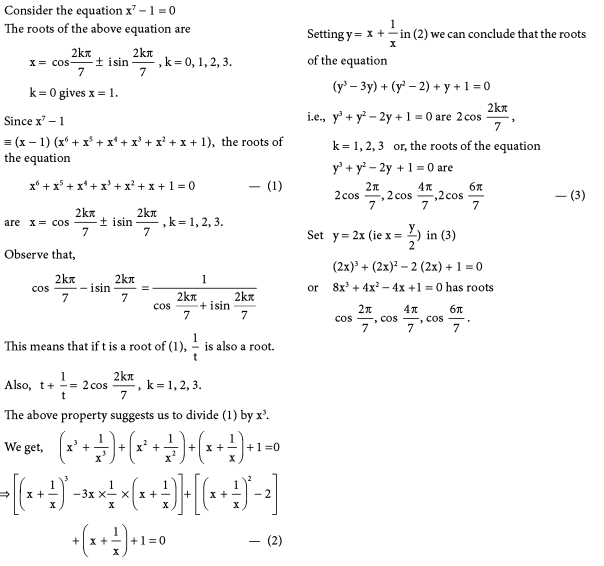 Consider the equation x⁷ – 1 = 0
The roots of the above equation are
x = cos 2kπ/7 ± isin 2kπ/7 , k = 0, 1, 2, 3.
k = 0 gives x = 1.
Since x⁷ – 1
≡ (x – 1) (x⁶ + x⁵ + x⁴ + x³ + x² + x + 1), the roots of
the equation
x⁶ + x⁵ + x⁴ + x³ + x² + x + 1 = 0 — (1)
are x = cos 2kπ/7 ± isin 2kπ/7 , k = 1, 2, 3.
Observe that,
cos 2kπ/7 – isin 2kπ/7 = 1/(cos 2kπ/7 + isin 2kπ/7)
This means that if t is a root of (1), 1/t is also a root.
Also, t + 1/t = 2 cos 2kπ/7 , k = 1, 2, 3.
The above property suggests us to divide (1) by x³.
We get, (x³ + 1/x³) + (x² + 1/x²) + (x + 1/x) + 1 = 0
⇒ [(x + 1/x)³ – 3x × 1/x × (x + 1/x)] + [(x + 1/x)² – 2]
+ (x + 1/x) + 1 = 0 — (2)
Setting y = x + 1/x in (2) we can conclude that the roots
of the equation
(y³ – 3y) + (y² – 2) + y + 1 = 0
i.e., y³ + y² – 2y + 1 = 0 are 2 cos 2kπ/7 ,
k = 1, 2, 3 or, the roots of the equation
y³ + y² – 2y + 1 = 0 are
2 cos 2π/7 , 2 cos 4π/7 , 2 cos 6π/7 — (3)
Set y = 2x (ie x = y/2) in (3)
(2x)³ + (2x)² – 2 (2x) + 1 = 0
or 8x³ + 4x² – 4x +1 = 0 has roots
cos 2π/7 , cos 4π/7 , cos 6π/7 .